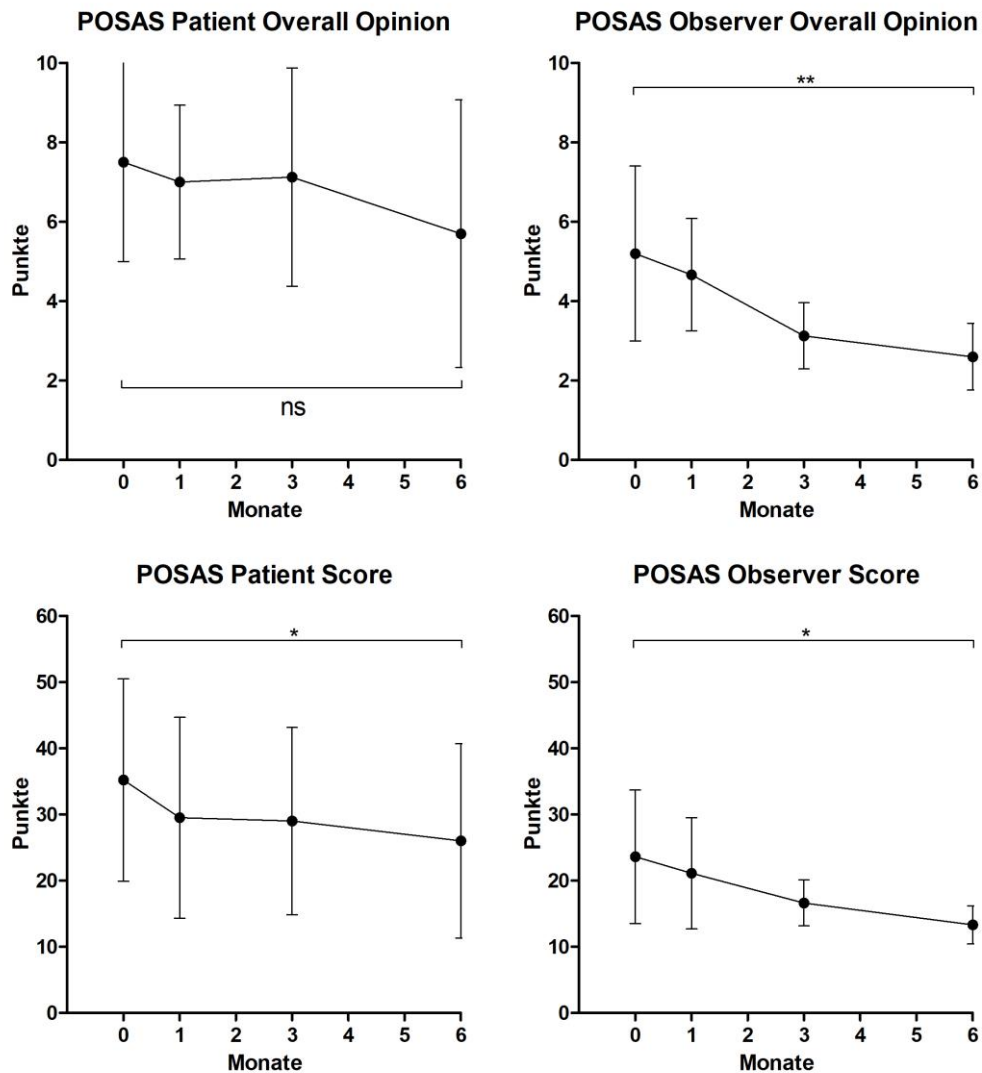 POSAS Patient Overall Opinion
10
8
6
4
2
0
Punkte
ns
0 1 2 3 4 5 6
Monate
POSAS Observer Overall Opinion
10
8
6
4
2
0
Punkte
**
0 1 2 3 4 5 6
Monate
POSAS Patient Score
60
50
40
30
20
10
0
Punkte
*
0 1 2 3 4 5 6
Monate
POSAS Observer Score
60
50
40
30
20
10
0
Punkte
*
0 1 2 3 4 5 6
Monate